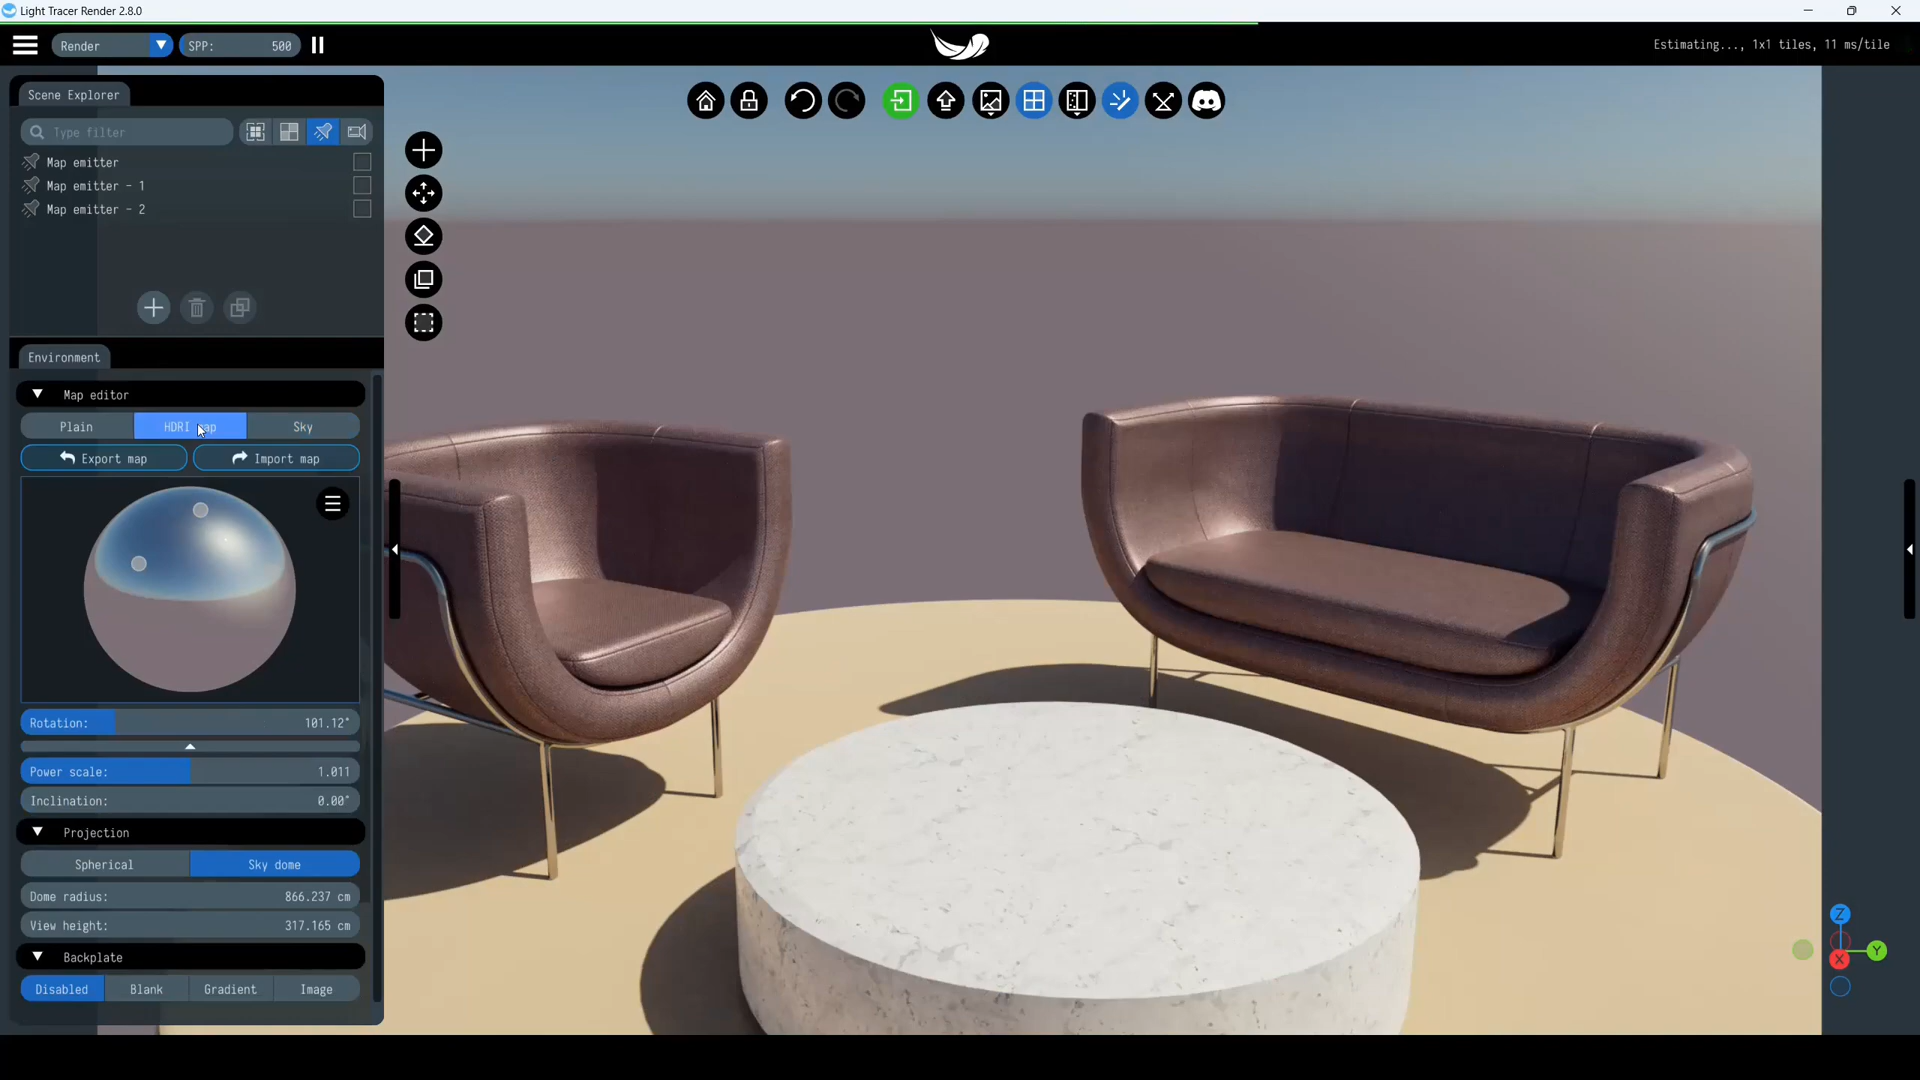 Light Tracer Render 2.8.0
Render SPP: 500 Estimating..., 1x1 tiles, 11 ms/tile
Scene Explorer
Type filter
Map emitter
Map emitter - 1
Map emitter - 2
Environment
Map editor
Plain HDRI map Sky
Export map Import map
Rotation: 101.12°
Power scale: 1.011
Inclination: 0.00°
Projection
Spherical Sky dome
Dome radius: 866.237 cm
View height: 317.165 cm
Backplate
Disabled Blank Gradient Image
Z
Y
X